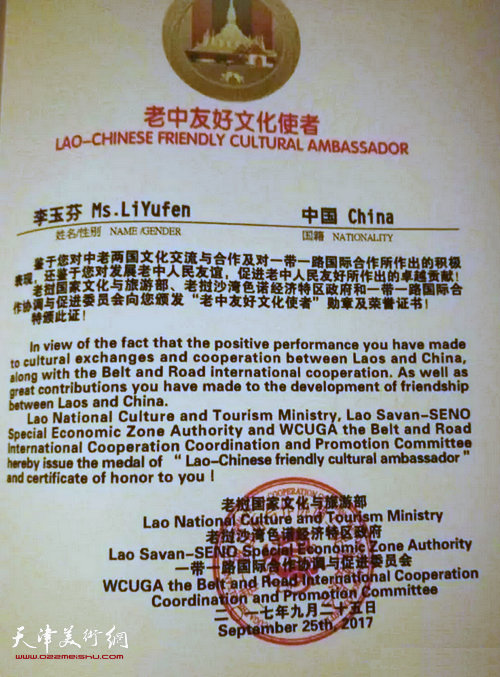 老中友好文化使者
LAO-CHINESE FRIENDLY CULTURAL AMBASSADOR
李玉芬 Ms.LiYufen 中国 China
姓名/性别 NAME/GENDER 国籍 NATIONALITY
鉴于您对中老两国文化交流与合作及对一带一路国际合作所作出的积极
表现，还鉴于您对发展老中人民友谊，促进老中人民友好所作出的卓越贡献！
老挝国家文化与旅游部、老挝沙湾色诺经济特区政府和一带一路国际合
作协调与促进委员会向您颁发“老中友好文化使者”勋章及荣誉证书！
特颁此证！
In view of the fact that the positive performance you have made
to cultural exchanges and cooperation between Laos and China,
along with the Belt and Road international cooperation. As well as
great contributions you have made to the development of friendship
between Laos and China.
Lao National Culture and Tourism Ministry, Lao Savan-SENO
Special Economic Zone Authority and WCUGA the Belt and Road
International Cooperation Coordination and Promotion Committee
hereby issue the medal of “Lao-Chinese friendly cultural ambassador”
and certificate of honor to you !
老挝国家文化与旅游部
Lao National Culture and Tourism Ministry
老挝沙湾色诺经济特区政府
Lao Savan-SENO Special Economic Zone Authority
一带一路国际合作协调与促进委员会
WCUGA the Belt and Road International Cooperation
Coordination and Promotion Committee
二〇一七年九月二十五日
September 25th, 2017
天津美術網
www.022meishu.com